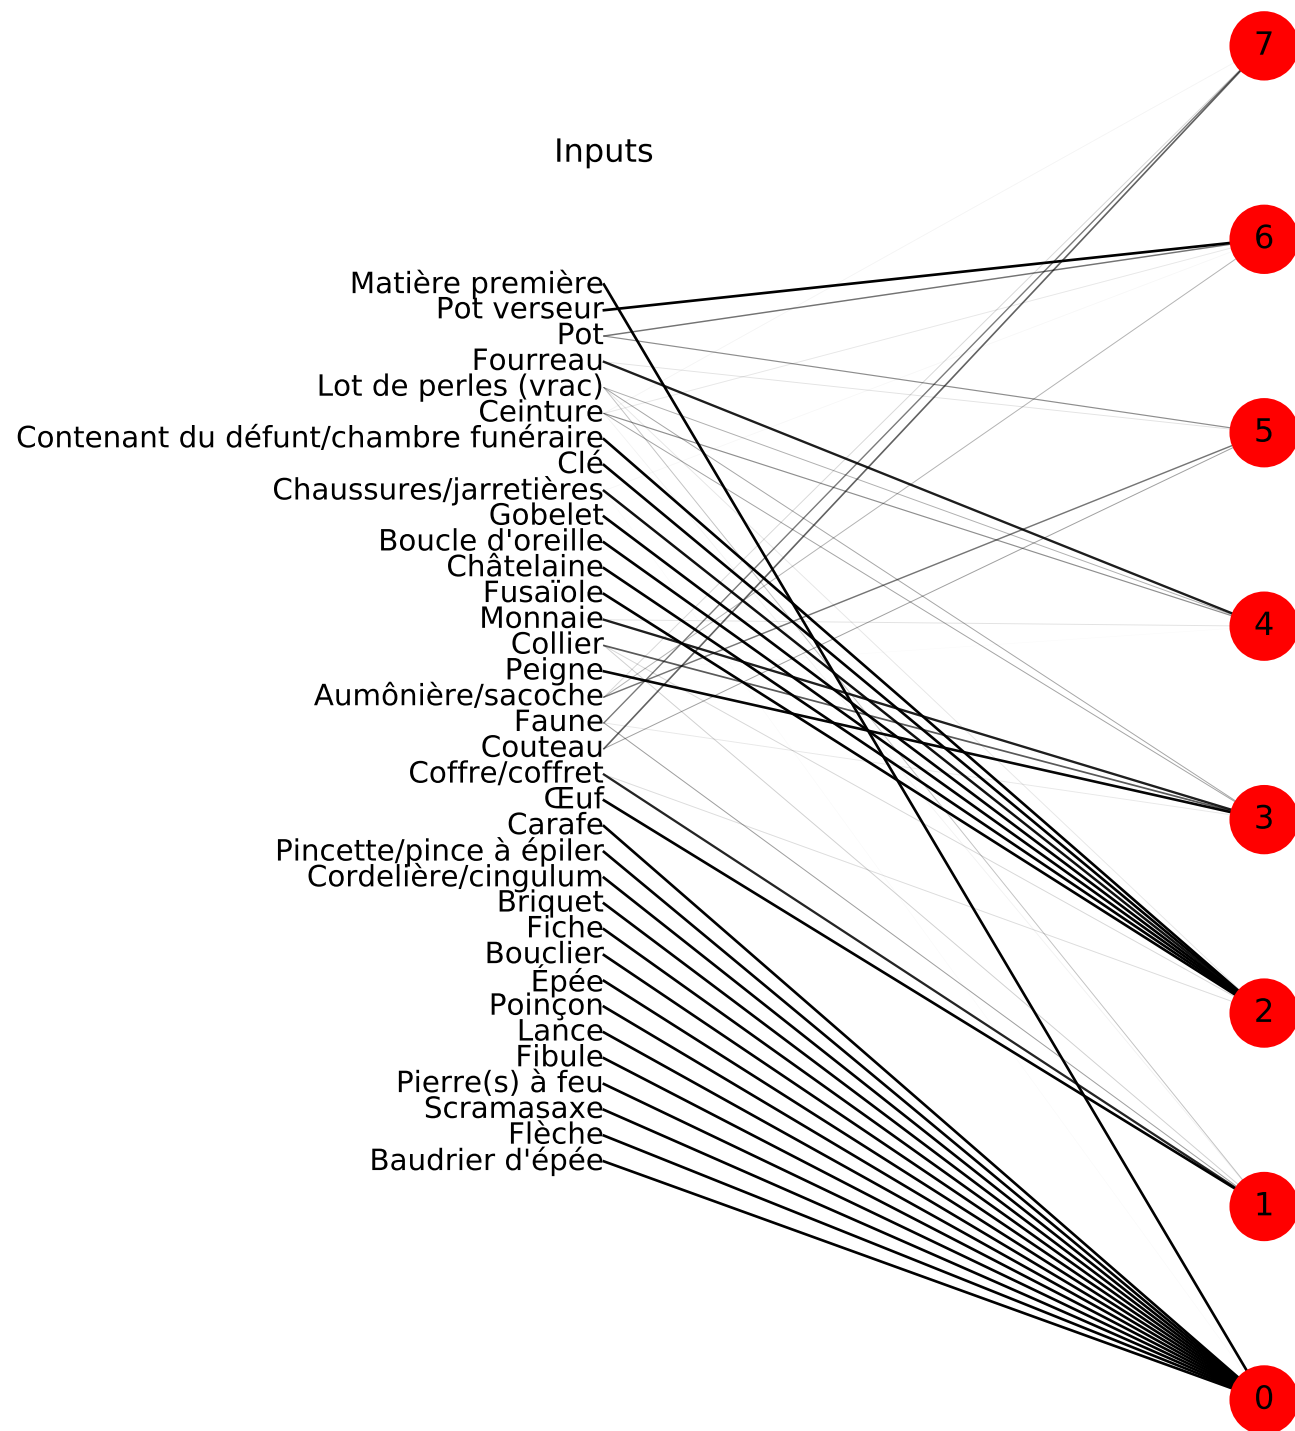 7
Inputs
6
Matière première
Pot verseur
Pot
Fourreau
Lot de perles (vrac)
Ceinture
5
Contenant du défunt/chambre funéraire
Clé
Chaussures/jarretières
Gobelet
Boucle d'oreille
Châtelaine
Fusaïole
Monnaie
4
Collier
Peigne
Aumônière/sacoche
Faune
Couteau
Coffre/coffret
Œuf
3
Carafe
Pincette/pince à épiler
Cordelière/cingulum
Briquet
Fiche
Bouclier
Épée
Poinçon
2
Lance
Fibule
Pierre(s) à feu
Scramasaxe
Flèche
Baudrier d'épée
1
0